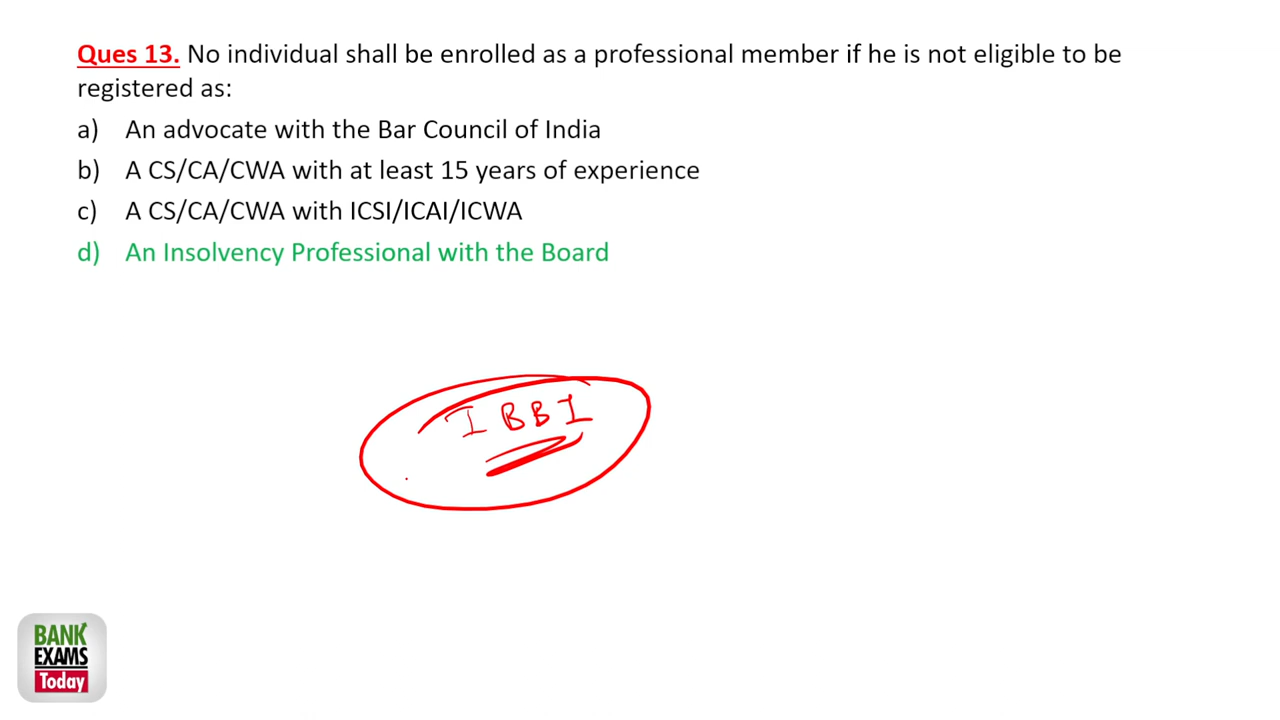 Ques 13. No individual shall be enrolled as a professional member if he is not eligible to be
registered as:
a) An advocate with the Bar Council of India
b) A CS/CA/CWA with at least 15 years of experience
c) A CS/CA/CWA with ICSI/ICAI/ICWA
d) An Insolvency Professional with the Board
IBBI
BANK
EXAMS
Today